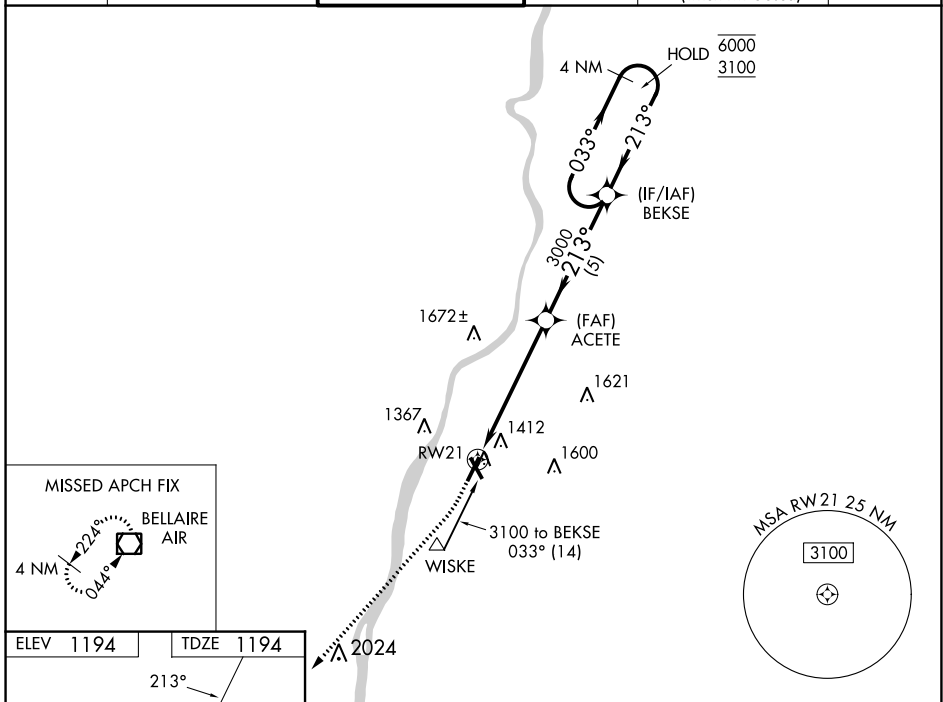 HOLD 6000
3100
4 NM
033°
213°
(IF/IAF)
BEKSE
3000
213°
(5)
(FAF)
ACETE
1672±
1621
1367
1412
RW21
1600
MISSED APCH FIX
BELLAIRE
AIR
224°
4 NM
044°
3100 to BEKSE
033° (14)
WISKE
MSA RW21 25 NM
3100
ELEV 1194
TDZE 1194
2024
213°